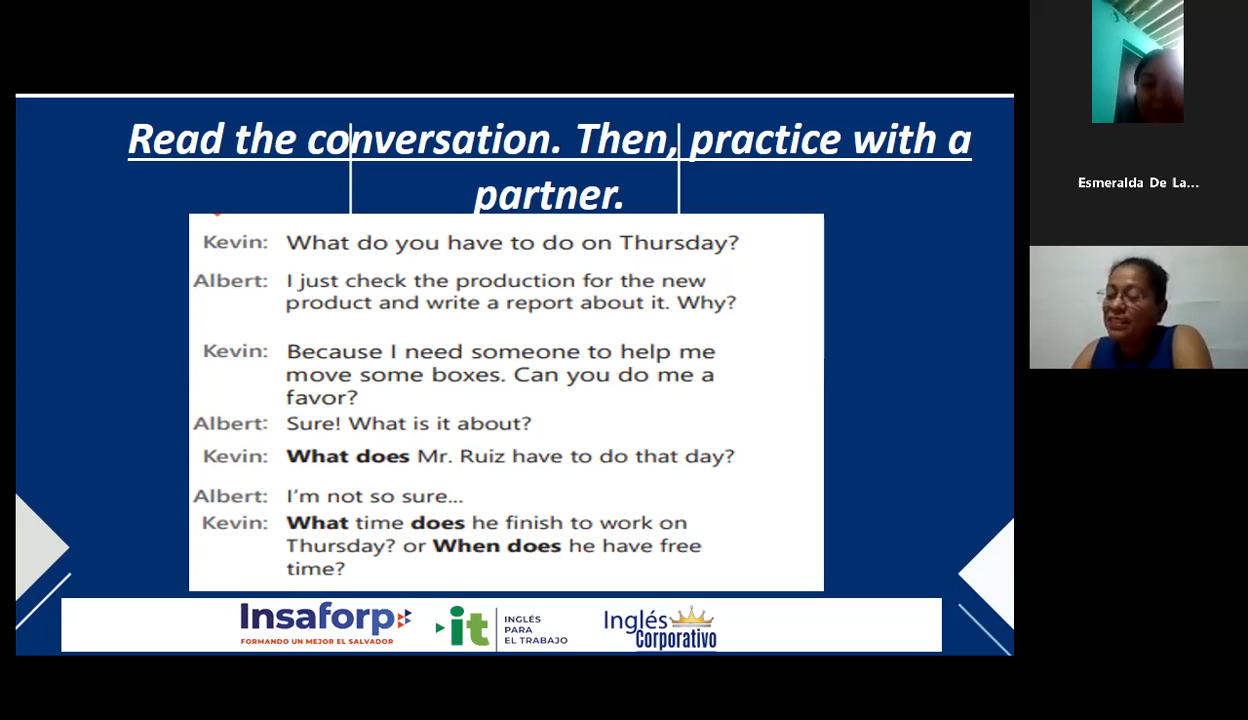 Read the conversation. Then, practice with a
partner.
Kevin: What do you have to do on Thursday?
Albert: I just check the production for the new
product and write a report about it. Why?
Kevin: Because I need someone to help me
move some boxes. Can you do me a
favor?
Albert: Sure! What is it about?
Kevin: What does Mr. Ruiz have to do that day?
Albert: I'm not so sure...
Kevin: What time does he finish to work on
Thursday? or When does he have free
time?
Insaforp
FORMANDO UN MEJOR EL SALVADOR
it
INGLÉS
PARA
EL TRABAJO
Inglés
Corporativo
Esmeralda De La...